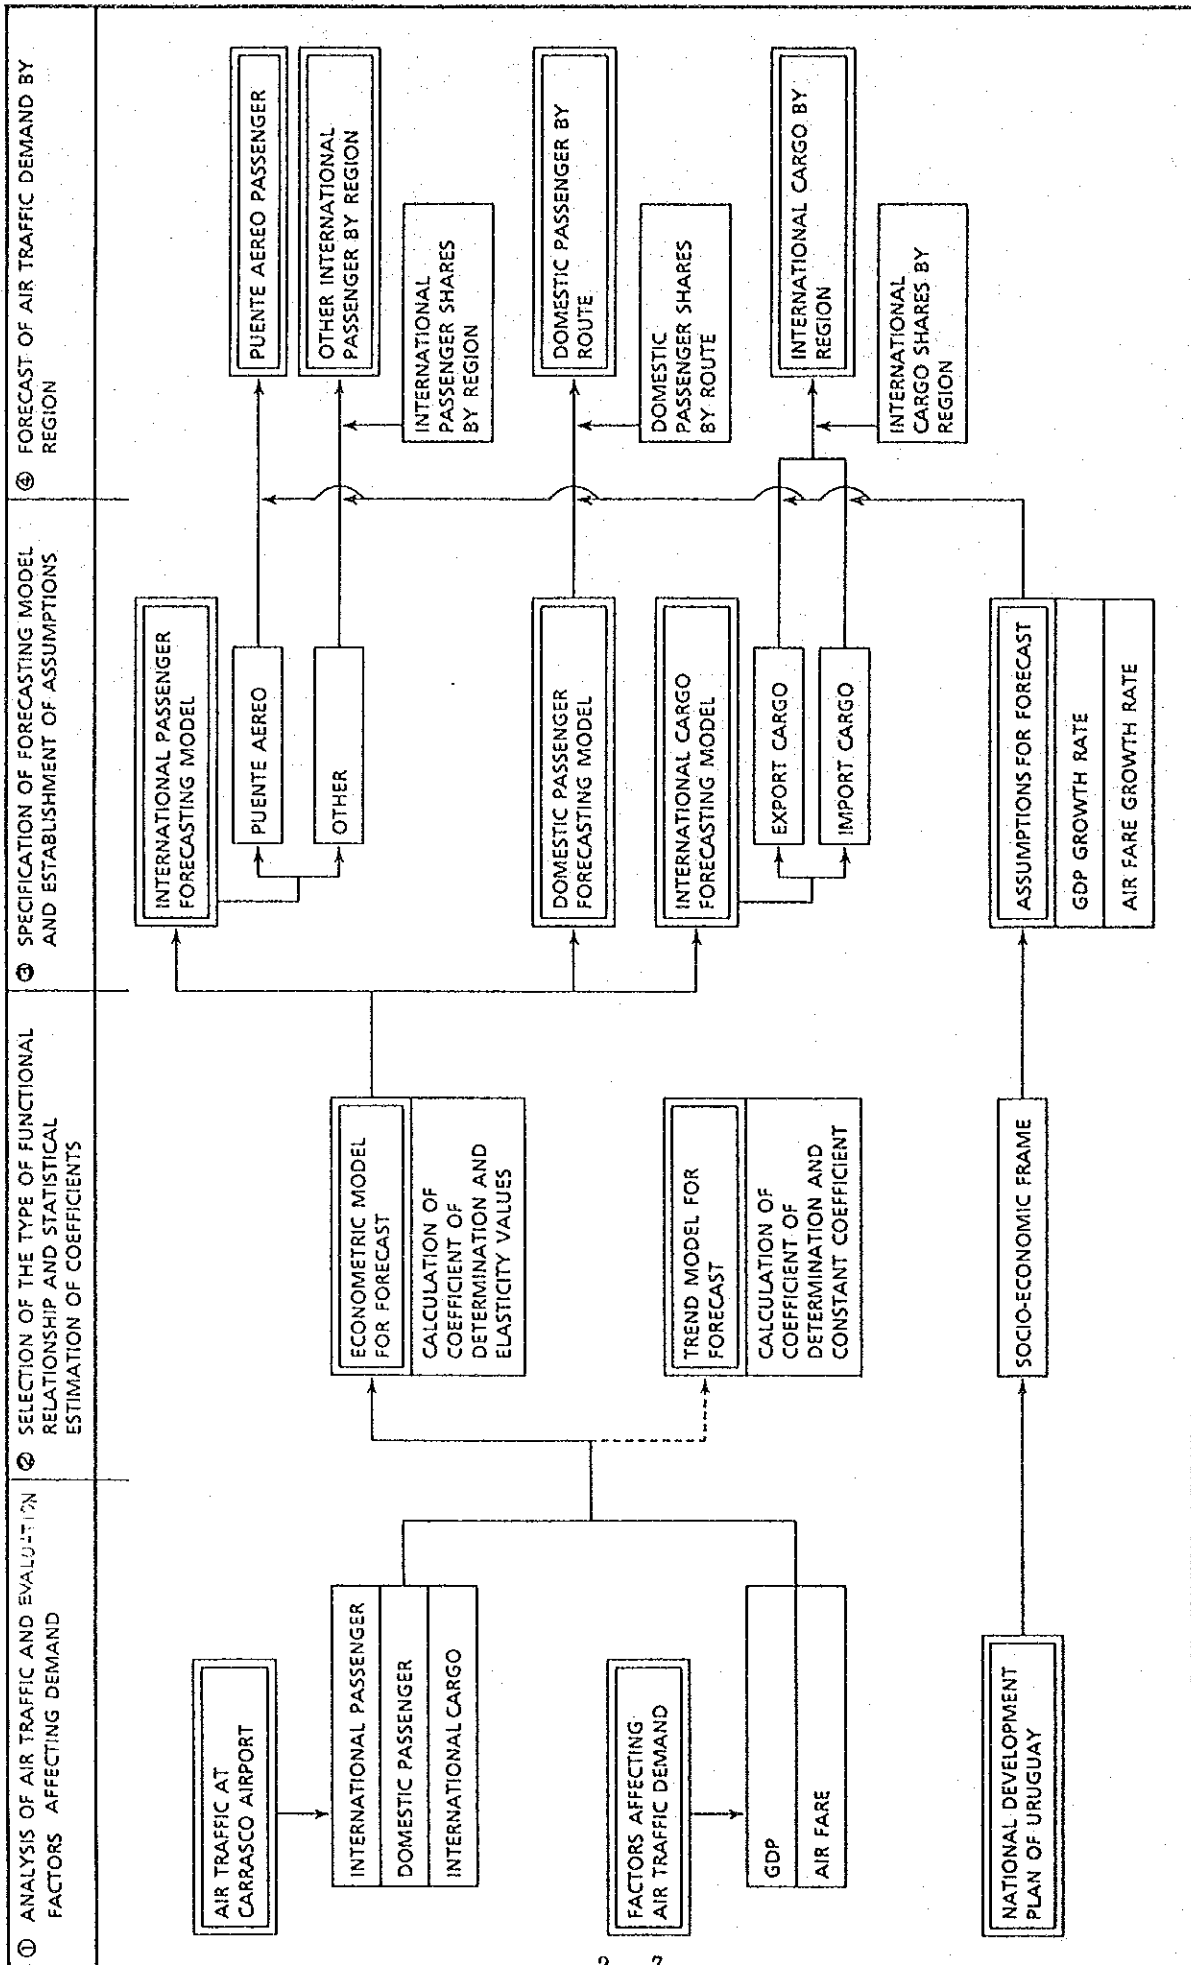 ① ANALYSIS OF AIR TRAFFIC AND EVALUATION
FACTORS AFFECTING DEMAND
② SELECTION OF THE TYPE OF FUNCTIONAL
RELATIONSHIP AND STATISTICAL
ESTIMATION OF COEFFICIENTS
③ SPECIFICATION OF FORECASTING MODEL
AND ESTABLISHMENT OF ASSUMPTIONS
④ FORECAST OF AIR TRAFFIC DEMAND BY
REGION
AIR TRAFFIC AT
CARRASCO AIRPORT
INTERNATIONAL PASSENGER
DOMESTIC PASSENGER
INTERNATIONAL CARGO
FACTORS AFFECTING
AIR TRAFFIC DEMAND
GDP
AIR FARE
NATIONAL DEVELOPMENT
PLAN OF URUGUAY
ECONOMETRIC MODEL
FOR FORECAST
CALCULATION OF
COEFFICIENT OF
DETERMINATION AND
ELASTICITY VALUES
TREND MODEL FOR
FORECAST
CALCULATION OF
COEFFICIENT OF
DETERMINATION AND
CONSTANT COEFFICIENT
SOCIO-ECONOMIC FRAME
INTERNATIONAL PASSENGER
FORECASTING MODEL
PUENTE AEREO
OTHER
DOMESTIC PASSENGER
FORECASTING MODEL
INTERNATIONAL CARGO
FORECASTING MODEL
EXPORT CARGO
IMPORT CARGO
ASSUMPTIONS FOR FORECAST
GDP GROWTH RATE
AIR FARE GROWTH RATE
PUENTE AEREO PASSENGER
OTHER INTERNATIONAL
PASSENGER BY REGION
INTERNATIONAL
PASSENGER SHARES
BY REGION
DOMESTIC PASSENGER BY
ROUTE
DOMESTIC
PASSENGER SHARES
BY ROUTE
INTERNATIONAL CARGO BY
REGION
INTERNATIONAL
CARGO SHARES BY
REGION